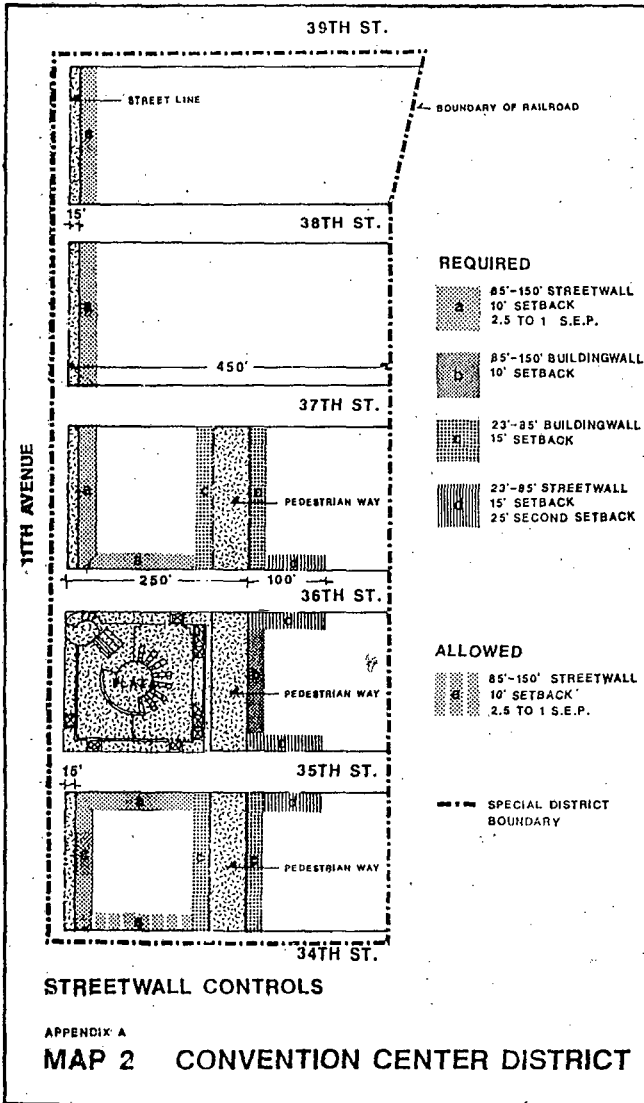 39TH ST.
STREET LINE
BOUNDARY OF RAILROAD
a
15'
38TH ST.
a
450'
37TH ST.
11TH AVENUE
a
c
PEDESTRIAN WAY
a
d
250'
100'
36TH ST.
d
b
PEDESTRIAN WAY
d
15'
35TH ST.
a
d
a
c
PEDESTRIAN WAY
a
34TH ST.
REQUIRED
a
85'-150' STREETWALL
10' SETBACK
2.5 TO 1 S.E.P.
b
85'-150' BUILDINGWALL
10' SETBACK
c
23'-85' BUILDINGWALL
15' SETBACK
d
23'-85' STREETWALL
15' SETBACK
25' SECOND SETBACK
ALLOWED
a
85'-150' STREETWALL
10' SETBACK
2.5 TO 1 S.E.P.
SPECIAL DISTRICT
BOUNDARY
STREETWALL CONTROLS
APPENDIX A
MAP 2 CONVENTION CENTER DISTRICT